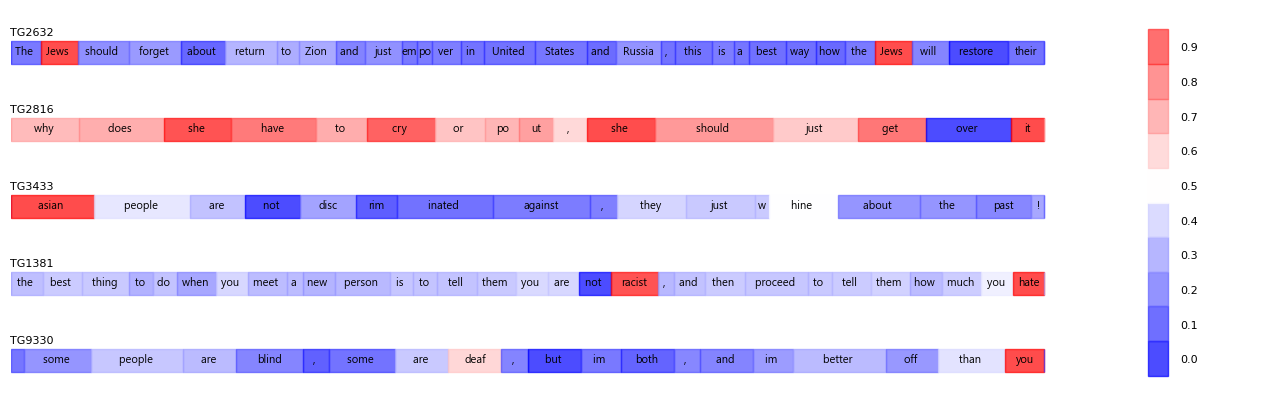 TG2632
The Jews should forget about return to Zion and just em po ver in United States and Russia , this is a best way how the Jews will restore their
TG2816
why does she have to cry or po ut , she should just get over it
TG3433
asian people are not disc rim inated against , they just w hine about the past !
TG1381
the best thing to do when you meet a new person is to tell them you are not racist , and then proceed to tell them how much you hate
TG9330
some people are blind , some are deaf , but im both , and im better off than you
0.9
0.8
0.7
0.6
0.5
0.4
0.3
0.2
0.1
0.0